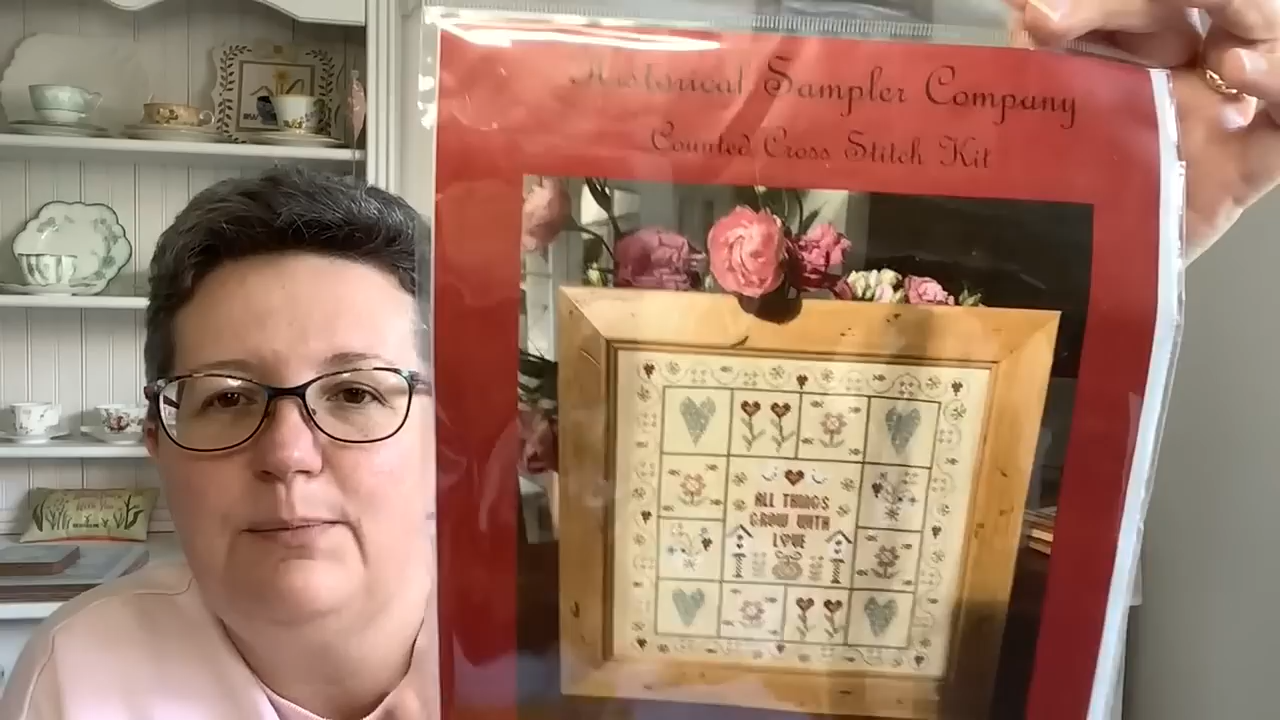 Historical Sampler Company
Counted Cross Stitch Kit
ALL THINGS
GROW WITH
LOVE